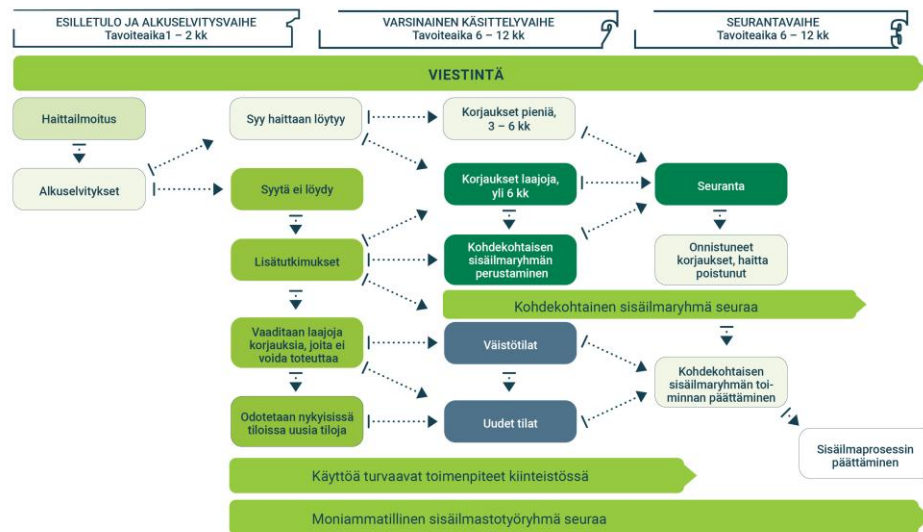 ESILLETULO JA ALKUSELVITYSVAIHE
Tavoiteaika1 – 2 kk
1
VARSINAINEN KÄSITTELYVAIHE
Tavoiteaika 6 – 12 kk
2
SEURANTAVAIHE
Tavoiteaika 6 – 12 kk
3
VIESTINTÄ
Haittailmoitus
Syy haittaan löytyy
Korjaukset pieniä,
3 – 6 kk
Alkuselvitykset
Syytä ei löydy
Korjaukset laajoja,
yli 6 kk
Seuranta
Lisätutkimukset
Kohdekohtaisen
sisäilmaryhmän
perustaminen
Onnistuneet
korjaukset, haitta
poistunut
Kohdekohtainen sisäilmaryhmä seuraa
Vaaditaan laajoja
korjauksia, joita ei
voida toteuttaa
Väistötilat
Kohdekohtaisen
sisäilmaryhmän toi-
minnan päättäminen
Odotetaan nykyisissä
tiloissa uusia tiloja
Uudet tilat
Sisäilmaprosessin
päättäminen
Käyttöä turvaavat toimenpiteet kiinteistössä
Moniammatillinen sisäilmastotyöryhmä seuraa